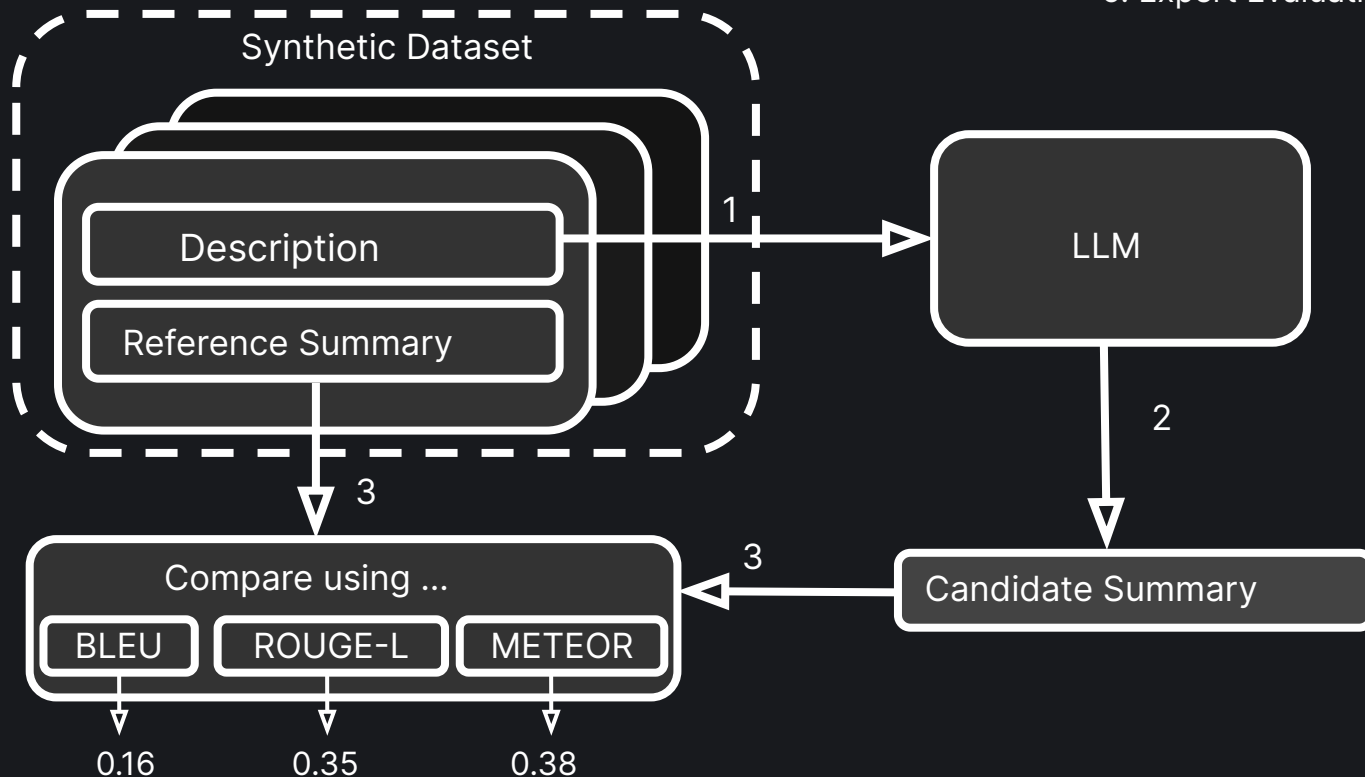 Synthetic Dataset
1
Description
LLM
Reference Summary
2
3
3
Compare using ...
Candidate Summary
BLEU ROUGE-L METEOR
0.16 0.35 0.38